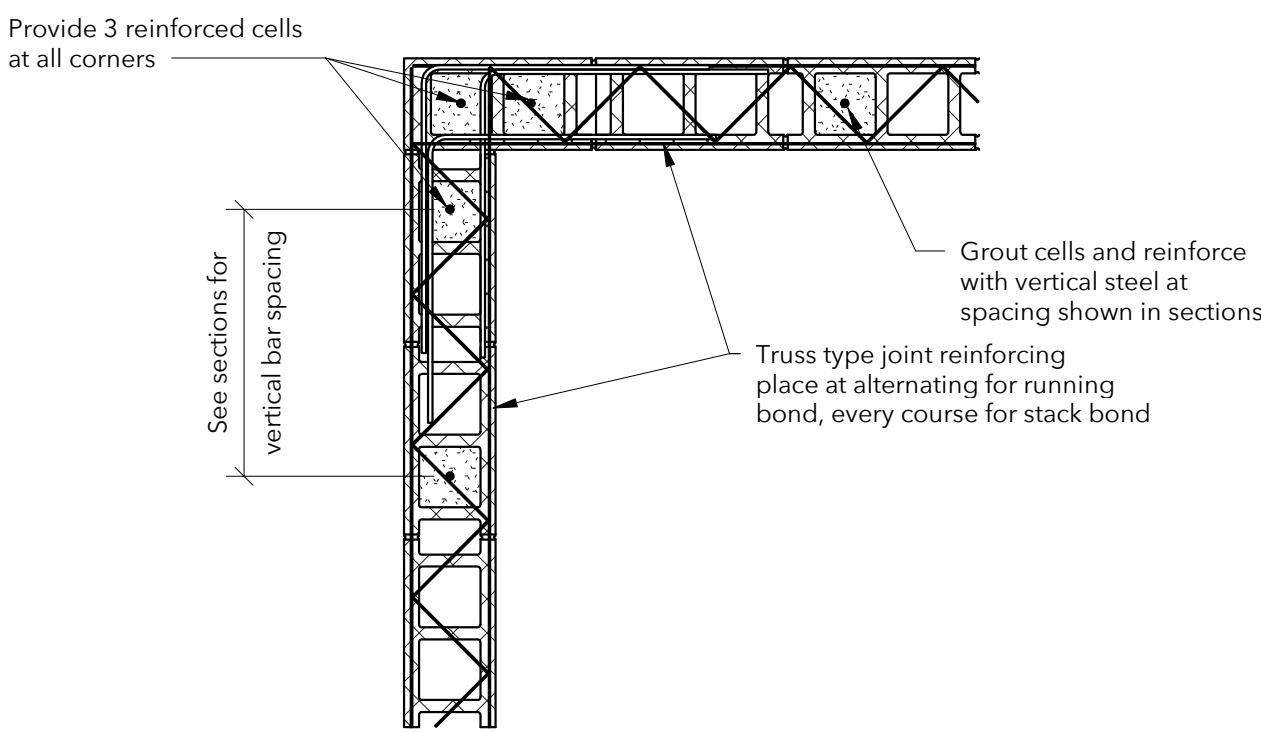 Provide 3 reinforced cells
at all corners
See sections for
vertical bar spacing
Grout cells and reinforce
with vertical steel at
spacing shown in sections
Truss type joint reinforcing
place at alternating for running
bond, every course for stack bond